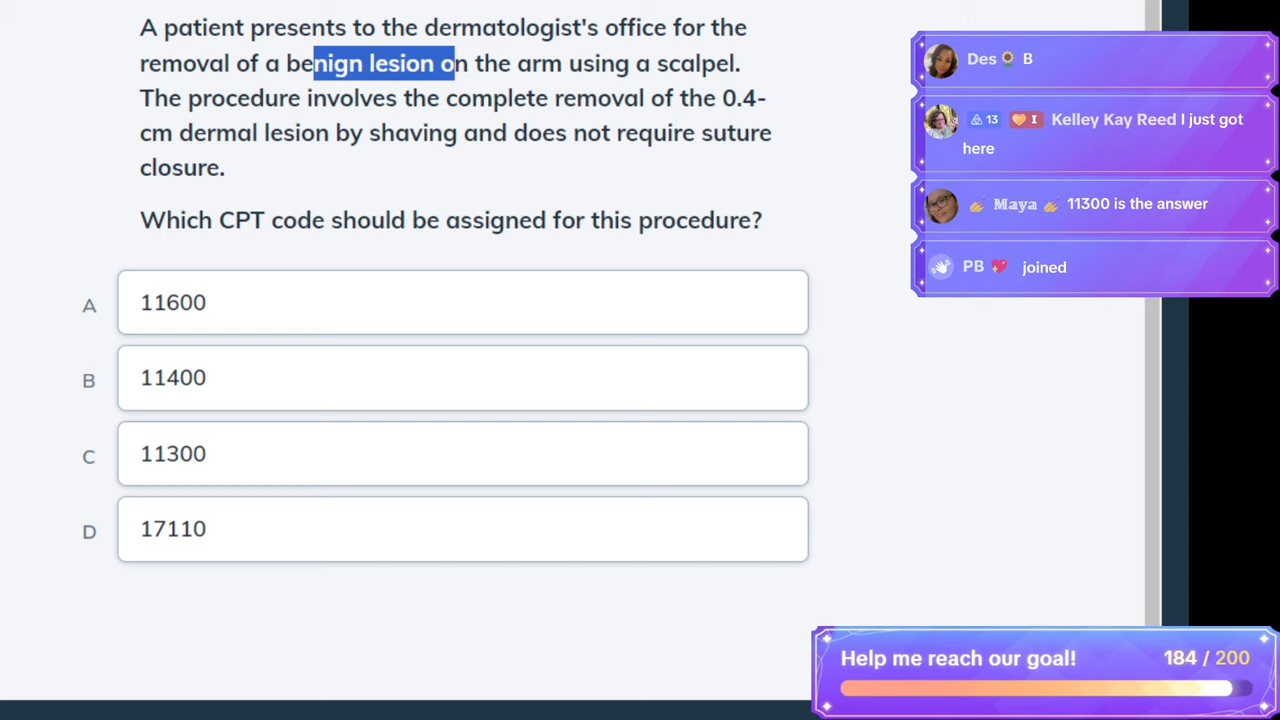 A patient presents to the dermatologist's office for the
removal of a benign lesion on the arm using a scalpel.
The procedure involves the complete removal of the 0.4-
cm dermal lesion by shaving and does not require suture
closure.
Which CPT code should be assigned for this procedure?
A 11600
B 11400
C 11300
D 17110
Des🌻 B
13 I Kelley Kay Reed I just got
here
💅 Maya 💅 11300 is the answer
PB 💖 joined
Help me reach our goal! 184 / 200